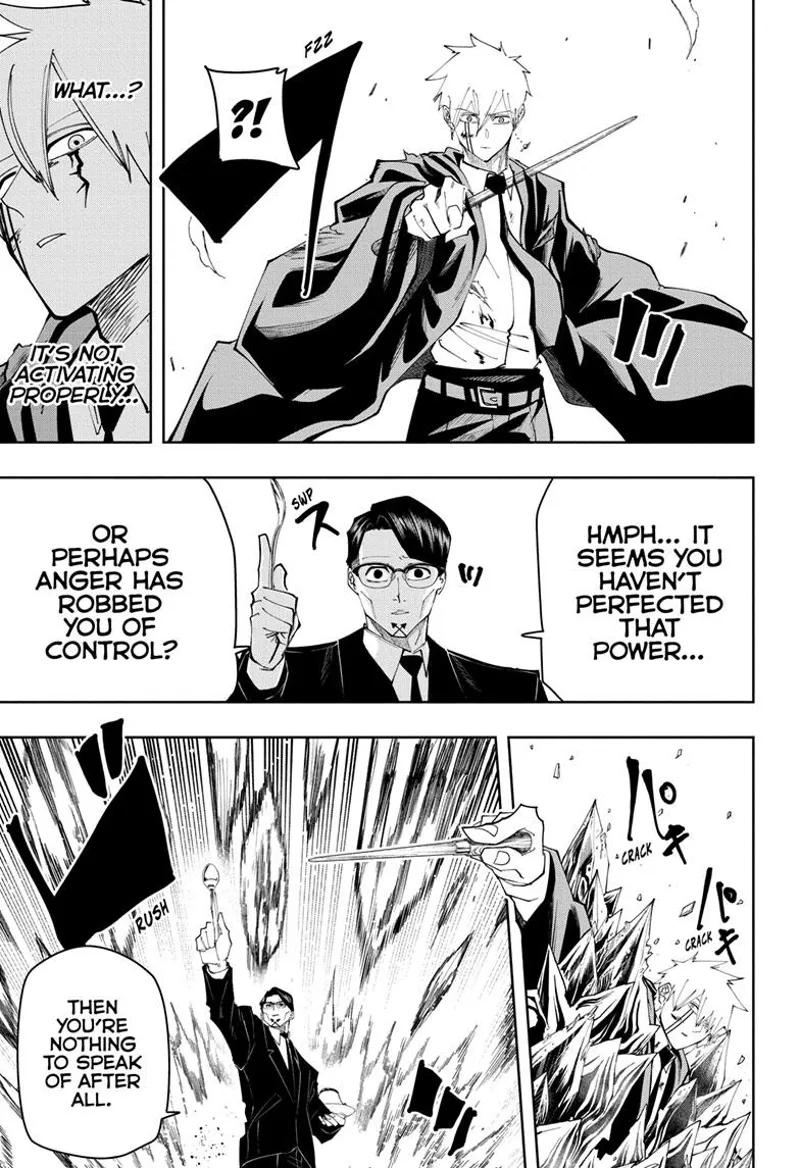 FZZ
?!
WHAT...?
IT'S NOT
ACTIVATING
PROPERLY...
HMPH... IT
SEEMS YOU
HAVEN'T
PERFECTED
THAT
POWER...
SWP
ス
OR
PERHAPS
ANGER HAS
ROBBED
YOU OF
CONTROL?
パキ
CRACK
パキ
CRACK
RUSH
THEN
YOU'RE
NOTHING
TO SPEAK
OF AFTER
ALL.